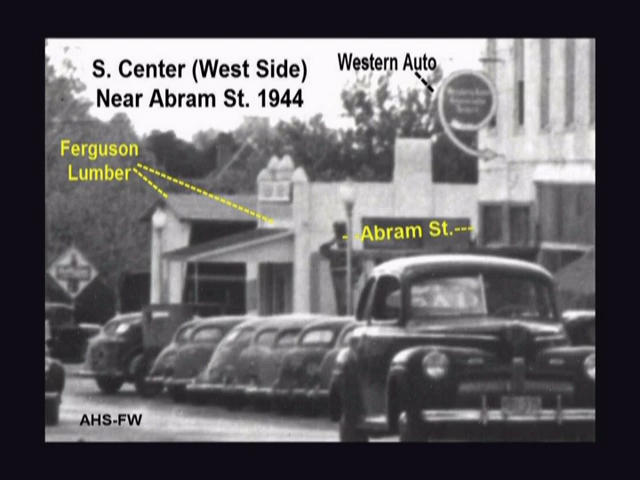 S. Center (West Side)
Near Abram St. 1944
Western Auto
Ferguson
Lumber
Abram St.
AHS-FW